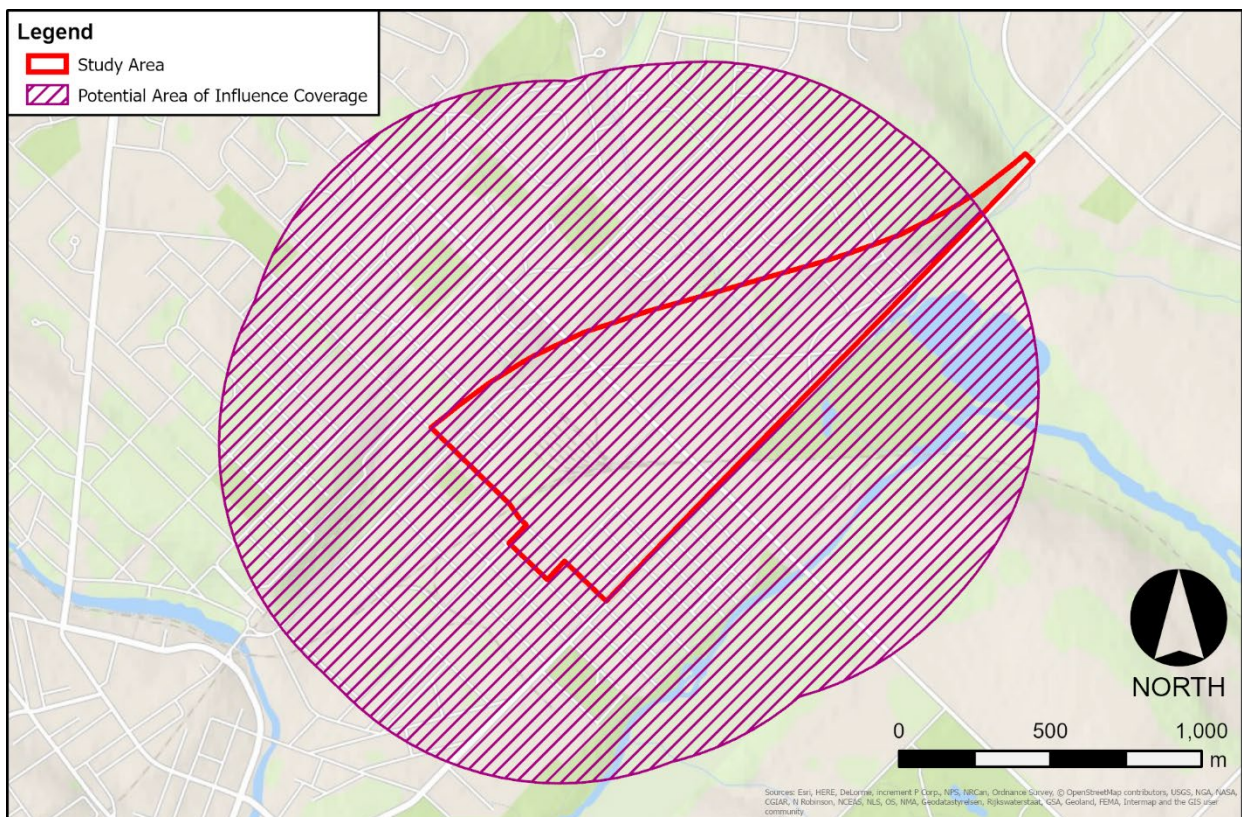 Legend
Study Area
Potential Area of Influence Coverage
NORTH
0 500 1,000
m
Sources: Esri, HERE, DeLorme, increment P Corp., NPS, NRCan, Ordnance Survey, © OpenStreetMap contributors, USGS, NGA, NASA,
CGIAR, N Robinson, NCEAS, NLS, OS, NMA, Geodatastyrelsen, Rijkswaterstaat, GSA, Geoland, FEMA, Intermap and the GIS user
community